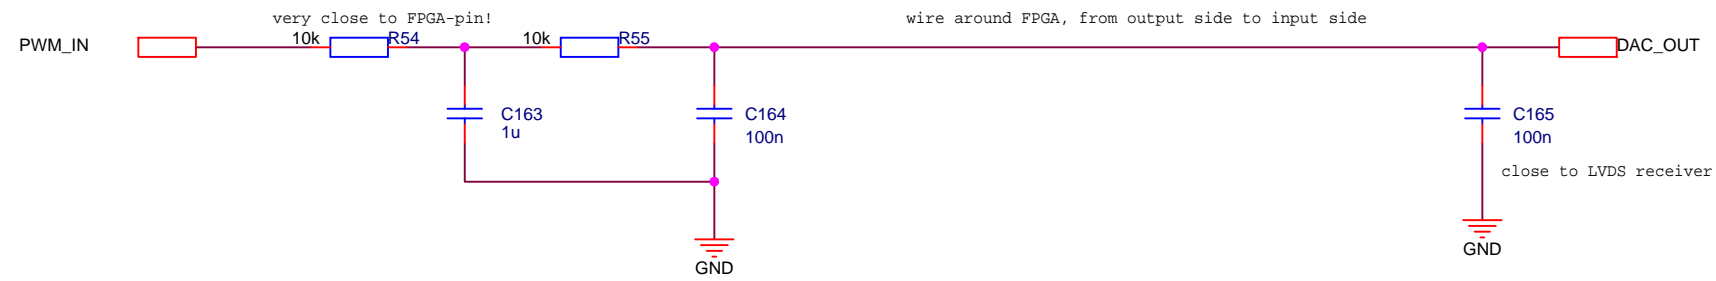 very close to FPGA-pin!
wire around FPGA, from output side to input side
PWM_IN
10k
R54
10k
R55
DAC_OUT
C163
1u
C164
100n
C165
100n
close to LVDS receiver
GND
GND